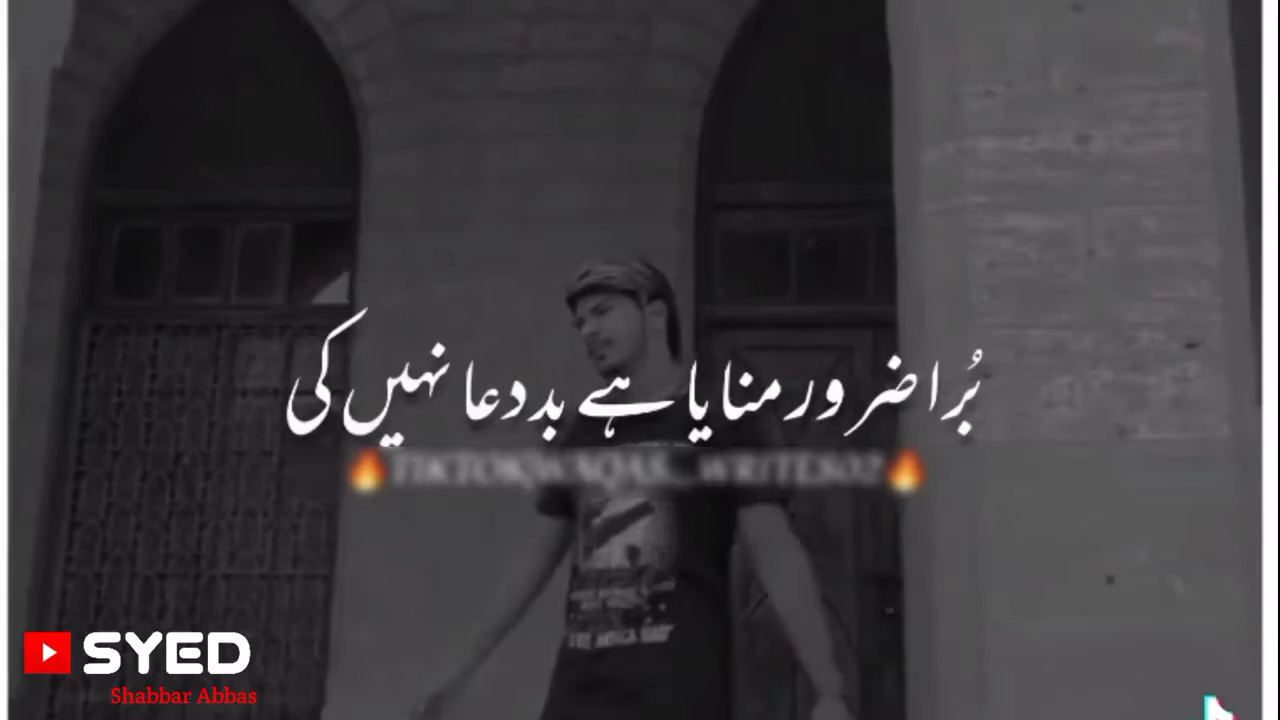 بُرا ضرور منایا ہے بددعا نہیں کی
SYED
Shabbar Abbas